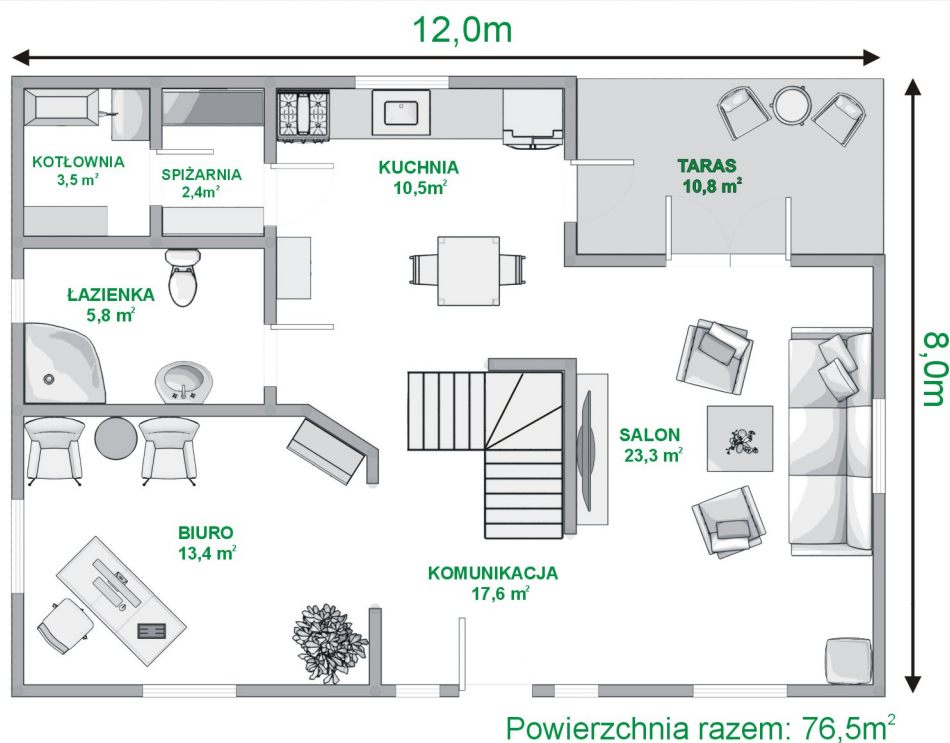 12,0m
KOTŁOWNIA
3,5 m²
SPIŻARNIA
2,4m²
KUCHNIA
10,5m²
TARAS
10,8 m²
ŁAZIENKA
5,8 m²
8,0m
SALON
23,3 m²
BIURO
13,4 m²
KOMUNIKACJA
17,6 m²
Powierzchnia razem: 76,5m²